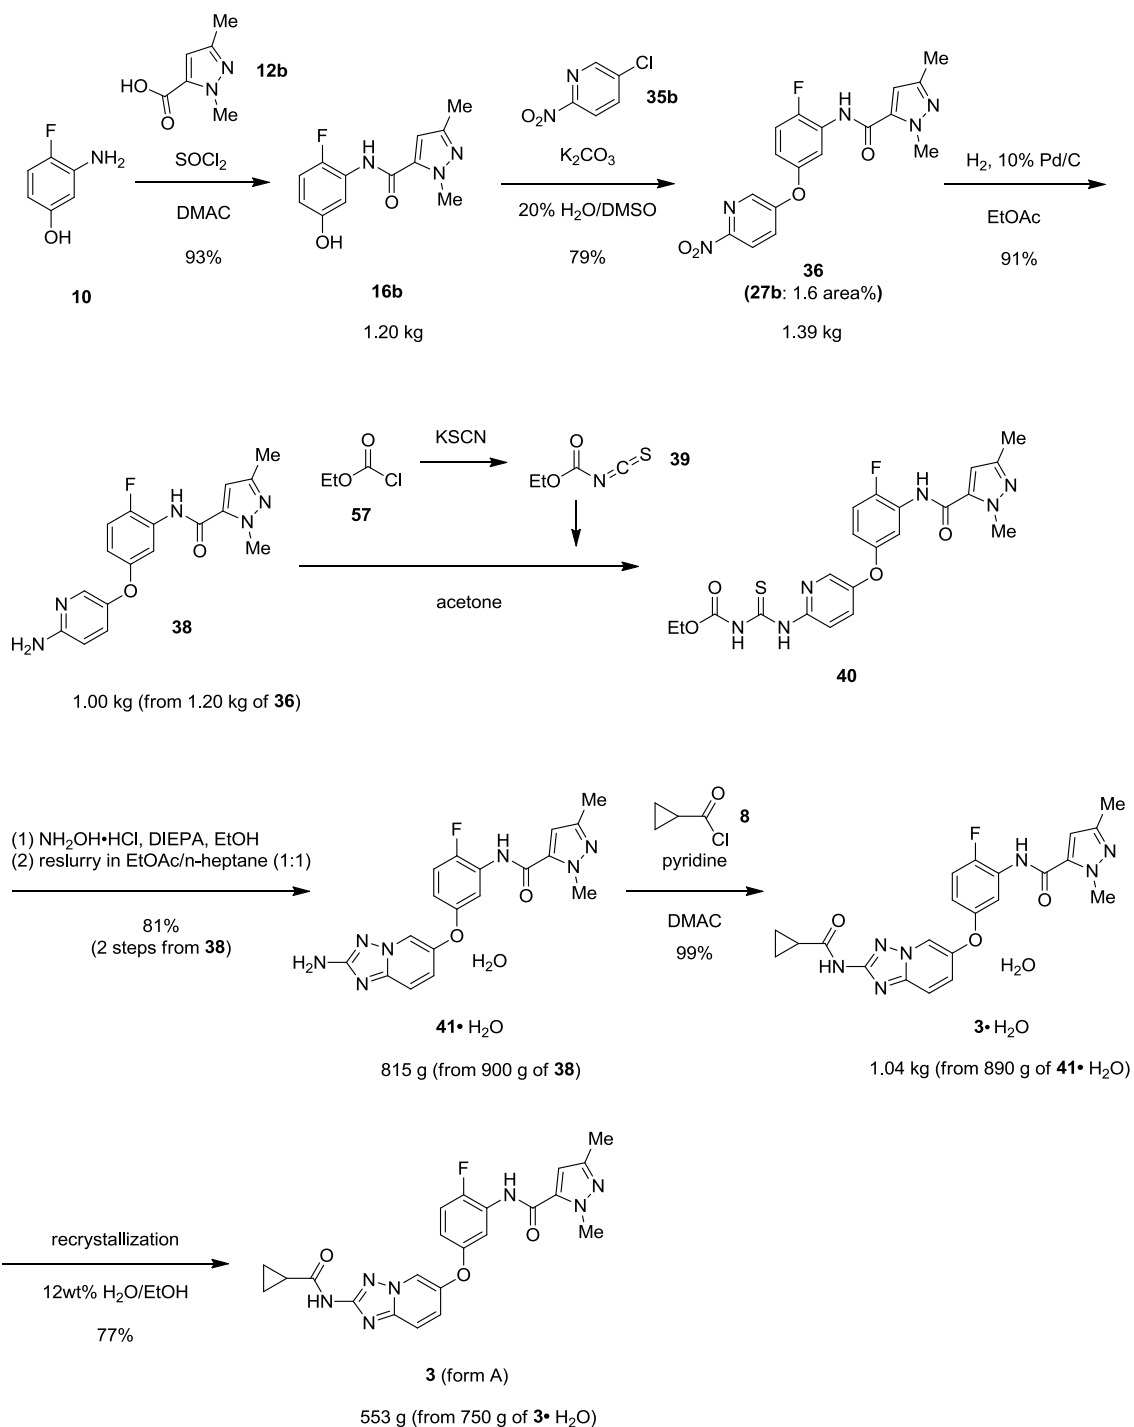 Me
N
N
Me
HO
O
12b
F
NH2
OH
10
SOCl2
DMAC
93%
F
H
N
O
Me
N
N
Me
OH
16b
1.20 kg
N
Cl
O2N
35b
K2CO3
20% H2O/DMSO
79%
F
H
N
O
Me
N
N
Me
O
N
O2N
36
(27b: 1.6 area%)
1.39 kg
H2, 10% Pd/C
EtOAc
91%
F
H
N
O
Me
N
N
Me
O
N
H2N
38
1.00 kg (from 1.20 kg of 36)
O
EtO
Cl
57
KSCN
O
EtO
N
C
S
39
acetone
F
H
N
O
Me
N
N
Me
O
O
S
N
EtO
N
H
N
H
40
(1) NH2OH•HCl, DIEPA, EtOH
(2) reslurry in EtOAc/n-heptane (1:1)
81%
(2 steps from 38)
F
H
N
O
Me
N
N
Me
O
H2N
N
N
N
H2O
41• H2O
815 g (from 900 g of 38)
O
Cl
8
pyridine
DMAC
99%
F
H
N
O
Me
N
N
Me
O
O
HN
N
N
N
H2O
3• H2O
1.04 kg (from 890 g of 41• H2O)
recrystallization
12wt% H2O/EtOH
77%
F
H
N
O
Me
N
N
Me
O
O
HN
N
N
N
3 (form A)
553 g (from 750 g of 3• H2O)